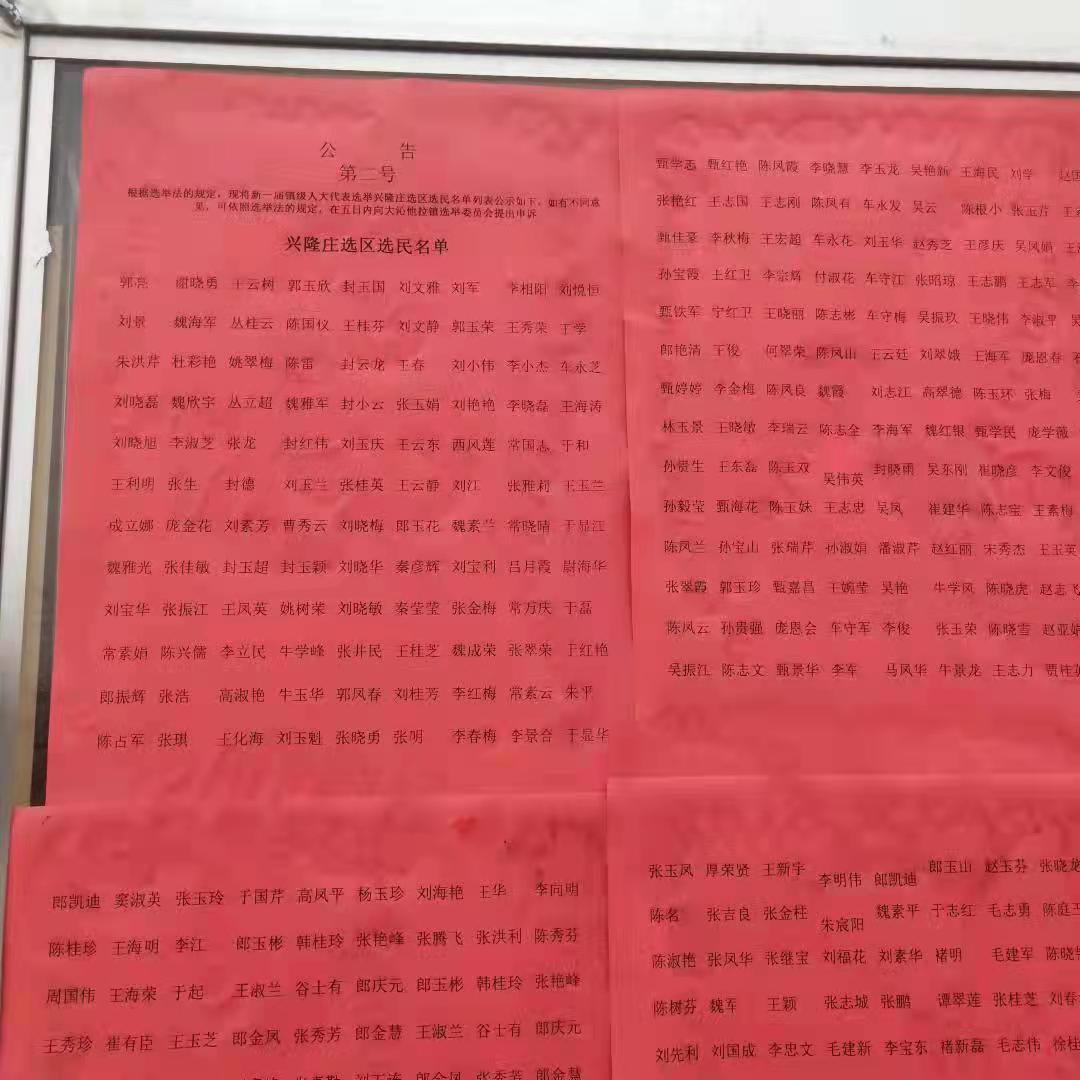 公 告
第二号
根据选举法的规定，现将新一届镇级人大代表选举兴隆庄选区选民名单列表公示如下，如有不同意
见，可依照选举法的规定，在五日内向大沁他拉镇选举委员会提出申诉
兴隆庄选区选民名单
郭亮 谢晓勇 王云树 郭玉欣 封玉国 刘文雅 刘军 李相阳 刘悦恒
刘景 魏海军 丛桂云 陈国仪 王桂芬 刘文静 郭玉荣 王秀荣 于学
朱洪芹 杜彩艳 姚翠梅 陈雷 封云龙 王春 刘小伟 李小杰 车永芝
刘晓磊 魏欣宇 丛立超 魏雅军 封小云 张玉娟 刘艳艳 李晓磊 王海涛
刘晓旭 李淑芝 张龙 封红伟 刘玉庆 王云东 西风莲 常国志 于和
王利明 张生 封德 刘玉兰 张桂英 王云静 刘江 张雅莉 王玉兰
成立娜 庞金花 刘素芳 曹秀云 刘晓梅 郎玉花 魏素兰 常晓晴 于显江
魏雅光 张佳敏 封玉超 封玉颖 刘晓华 秦彦辉 刘宝利 吕月霞 尉海华
刘宝华 张振江 王凤英 姚树荣 刘晓敏 秦莹莹 张金梅 常万庆 于磊
常素娟 陈兴儒 李立民 牛学峰 张井民 王桂芝 魏成荣 张翠荣 于红艳
郎振辉 张浩 高淑艳 牛玉华 郭凤春 刘桂芳 李红梅 常素云 朱平
陈占军 张琪 王化海 刘玉魁 张晓勇 张明 李春梅 李景合 于显华
甄学志 甄红艳 陈凤霞 李晓慧 李玉龙 吴艳新 王海民 刘学
张艳红 王志国 王志刚 陈凤有 车永发 吴云 陈根小 张玉芹
甄佳豪 李秋梅 王宏超 车永花 刘玉华 赵秀芝 王彦庆 吴凤娟
孙宝霞 王红卫 李宗辉 付淑花 车守江 张昭琼 王志鹏 王志军
甄铁军 宁红卫 王晓丽 陈志彬 车守梅 吴振玖 王晓伟 李淑平
郎艳清 王俊 何翠荣 陈凤山 王云廷 刘翠娥 王海军 庞恩春
甄婷婷 李金梅 陈凤良 魏霞 刘志江 高翠德 陈玉环 张梅
林玉景 王晓敏 李瑞云 陈志全 李海军 魏红银 甄学民 庞学薇
孙贵生 王东磊 陈玉双 吴伟英 封晓雨 吴东刚 崔晓彦 李文俊
孙毅莹 甄海花 陈玉妹 王志忠 吴凤 崔建华 陈志宝 王素梅
陈凤兰 孙宝山 张瑞芹 孙淑娟 潘淑芹 赵红丽 宋秀杰 王玉英
张翠霞 郭玉珍 甄嘉昌 王婉莹 吴艳 牛学风 陈晓虎 赵志飞
陈凤云 孙贵强 庞恩会 车守军 李俊 张玉荣 陈晓雪 赵亚娟
吴振江 陈志文 甄景华 李军 马凤华 牛景龙 王志力 贾桂英
郎凯迪 窦淑英 张玉玲 于国芹 高凤平 杨玉珍 刘海艳 王华 李向明
陈桂珍 王海明 李江 郎玉彬 韩桂玲 张艳峰 张腾飞 张洪利 陈秀芬
周国伟 王海荣 于起 王淑兰 谷士有 郎庆元 郎玉彬 韩桂玲 张艳峰
王秀珍 崔有臣 王玉芝 郎金凤 张秀芳 郎金慧 王淑兰 谷士有 郎庆元
郎金凤 张秀芳 郎金慧
张玉凤 厚荣贤 王新宇 李明伟 郎凯迪 郎玉山 赵玉芬 张晓龙
陈名 张吉良 张金柱 朱宸阳 魏素平 于志红 毛志勇 陈庭玉
陈淑艳 张凤华 张继宝 刘福花 刘素华 褚明 毛建军
陈树芬 魏军 王颖 张志城 张鹏 谭翠莲 张桂芝
刘先利 刘国成 李忠文 毛建新 李宝东 褚新磊 毛志伟